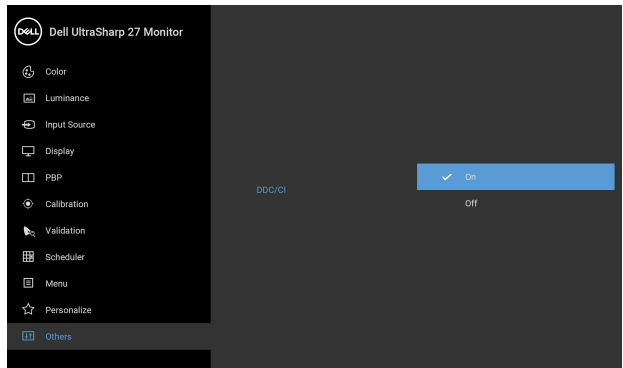 DELL Dell UltraSharp 27 Monitor
Color
Luminance
Input Source
Display
PBP
Calibration
Validation
Scheduler
Menu
Personalize
Others
DDC/CI
On
Off